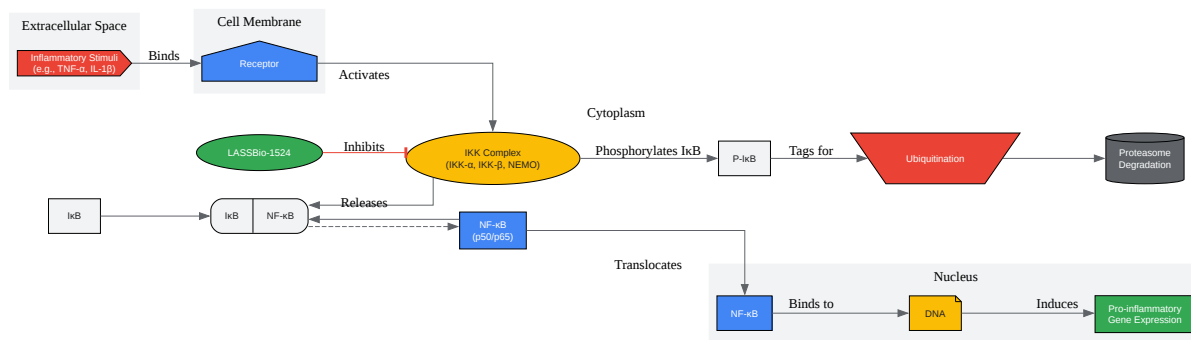 Extracellular Space
Cell Membrane
Inflammatory Stimuli
(e.g., TNF-α, IL-1β)
Binds
Receptor
Activates
Cytoplasm
LASSBio-1524
Inhibits
IKK Complex
(IKK-α, IKK-β, NEMO)
Phosphorylates IκB
P-IκB
Tags for
Ubiquitination
Proteasome
Degradation
Releases
IκB
IκB
NF-κB
NF-κB
(p50/p65)
Translocates
Nucleus
NF-κB
Binds to
DNA
Induces
Pro-inflammatory
Gene Expression